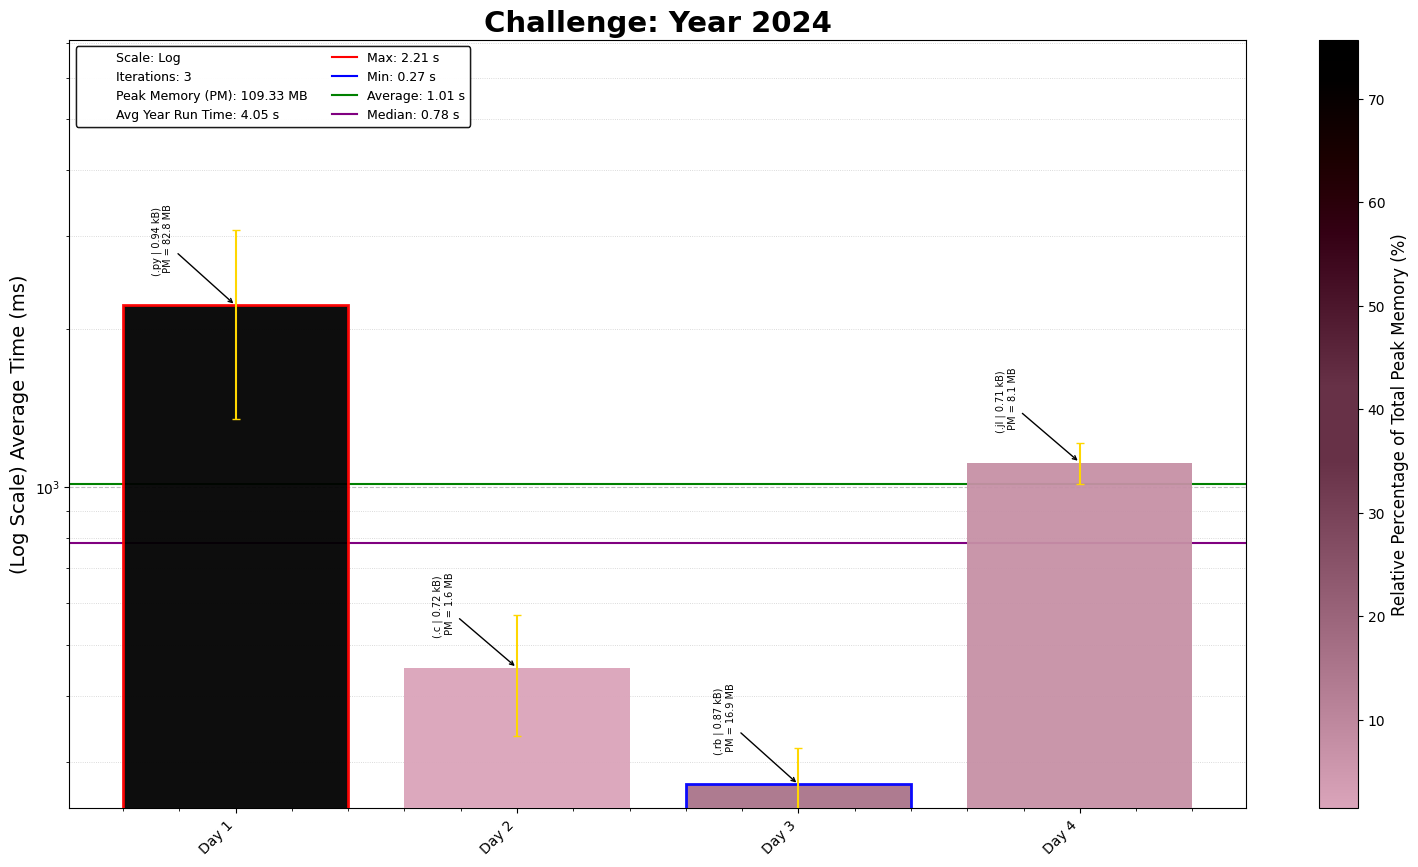 Challenge: Year 2024
Scale: Log
Iterations: 3
Peak Memory (PM): 109.33 MB
Avg Year Run Time: 4.05 s
Max: 2.21 s
Min: 0.27 s
Average: 1.01 s
Median: 0.78 s
(Log Scale) Average Time (ms)
10³
(.py | 0.94 kB)
PM = 82.8 MB
(.c | 0.72 kB)
PM = 1.6 MB
(.rb | 0.87 kB)
PM = 16.9 MB
(.jl | 0.71 kB)
PM = 8.1 MB
Day 1
Day 2
Day 3
Day 4
70
60
50
40
30
20
10
Relative Percentage of Total Peak Memory (%)